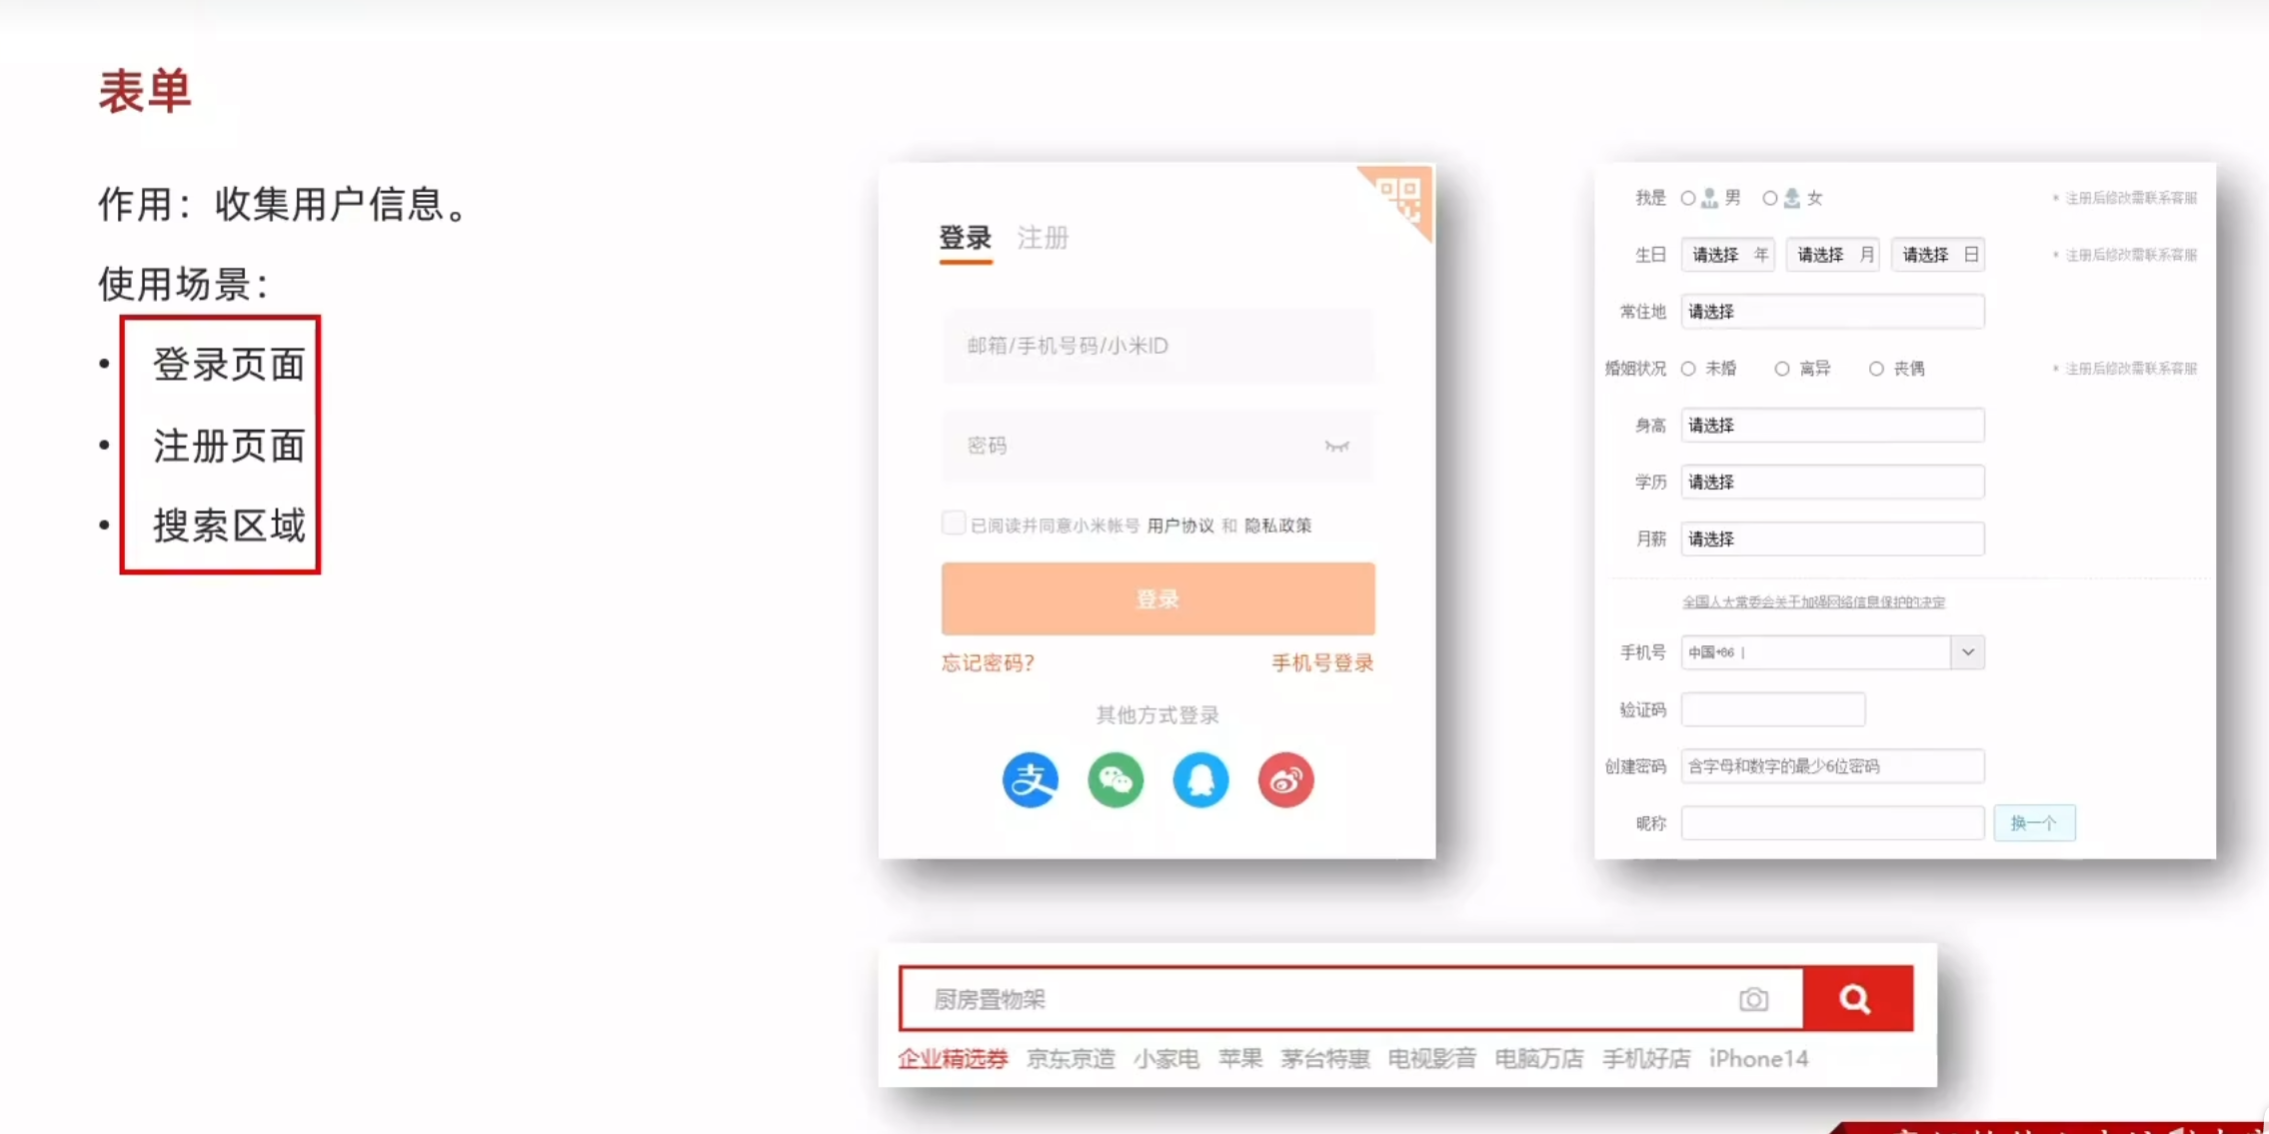 表单
作用：收集用户信息。
使用场景：
• 登录页面
• 注册页面
• 搜索区域
登录 注册
邮箱/手机号码/小米ID
密码
已阅读并同意小米帐号 用户协议 和 隐私政策
登录
忘记密码? 手机号登录
其他方式登录
支
我是 男 女 * 注册后修改需联系客服
生日 请选择 年 请选择 月 请选择 日 * 注册后修改需联系客服
常住地 请选择
婚姻状况 未婚 离异 丧偶 * 注册后修改需联系客服
身高 请选择
学历 请选择
月薪 请选择
全国人大常委会关于加强网络信息保护的决定
手机号 中国+86
验证码
创建密码 含字母和数字的最少6位密码
昵称 换一个
厨房置物架
企业精选券 京东京造 小家电 苹果 茅台特惠 电视影音 电脑万店 手机好店 iPhone14